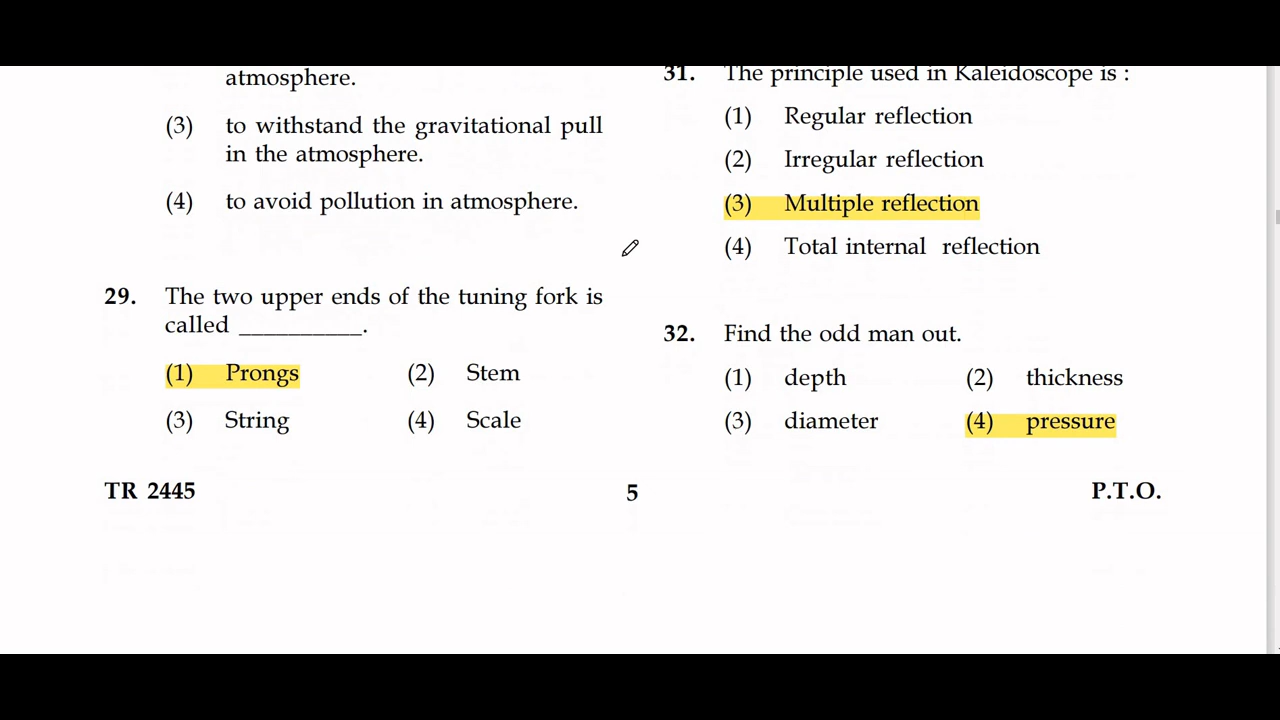 atmosphere.
(3) to withstand the gravitational pull
in the atmosphere.
(4) to avoid pollution in atmosphere.
29. The two upper ends of the tuning fork is
called __________.
(1) Prongs (2) Stem
(3) String (4) Scale
31. The principle used in Kaleidoscope is :
(1) Regular reflection
(2) Irregular reflection
(3) Multiple reflection
(4) Total internal reflection
32. Find the odd man out.
(1) depth (2) thickness
(3) diameter (4) pressure
TR 2445 5 P.T.O.